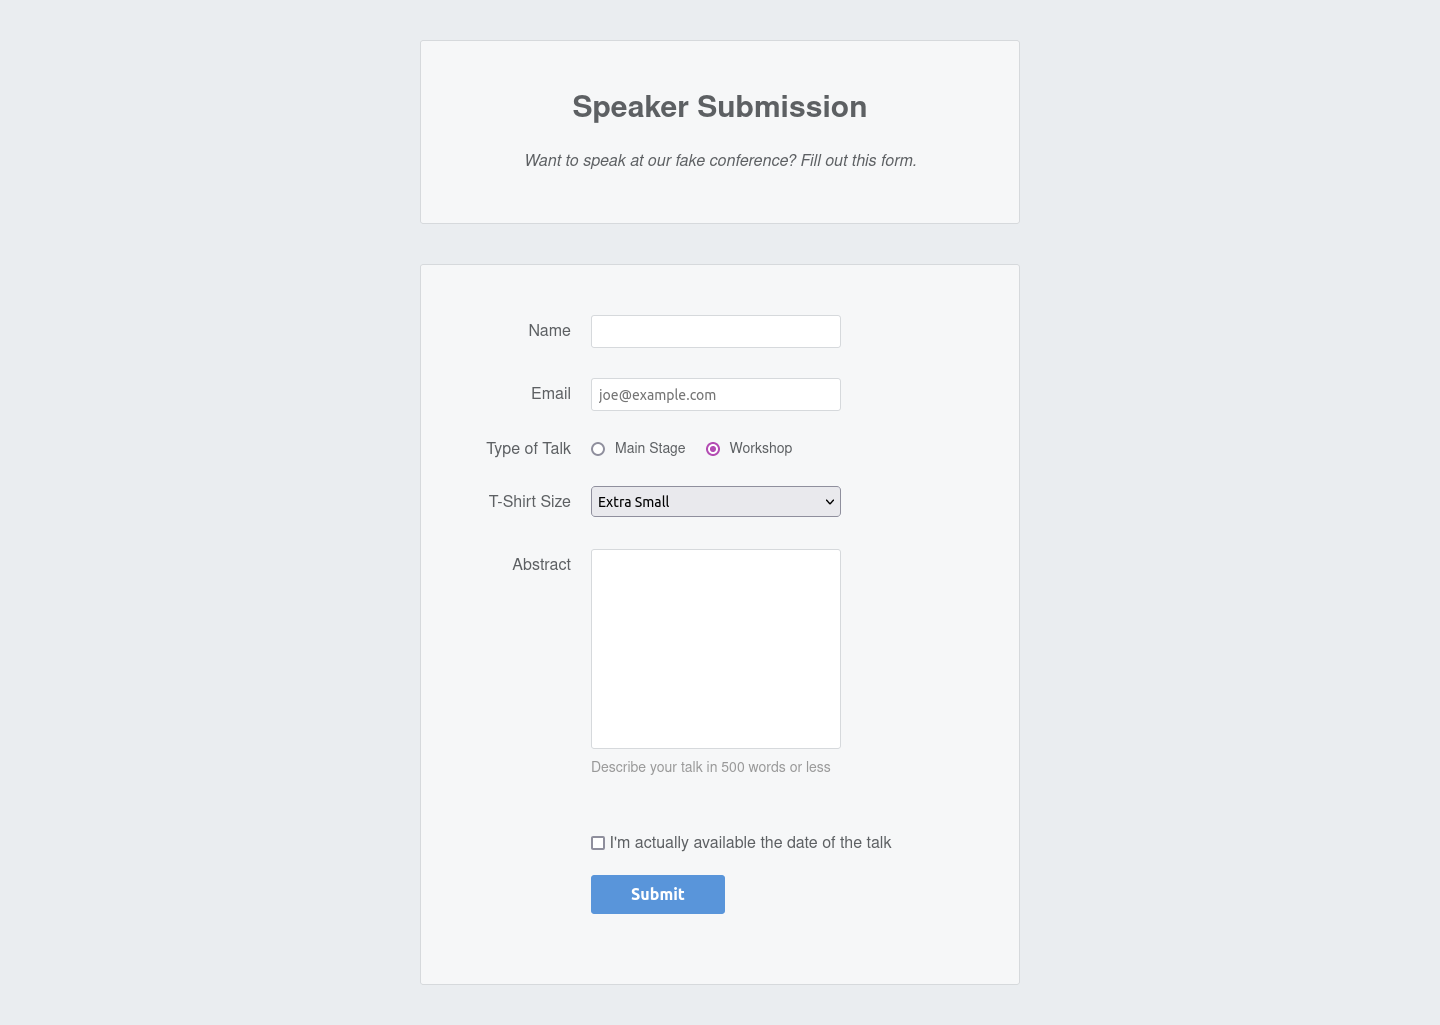 Speaker Submission
Want to speak at our fake conference? Fill out this form.
Name
Email joe@example.com
Type of Talk Main Stage Workshop
T-Shirt Size Extra Small
Abstract
Describe your talk in 500 words or less
I'm actually available the date of the talk
Submit